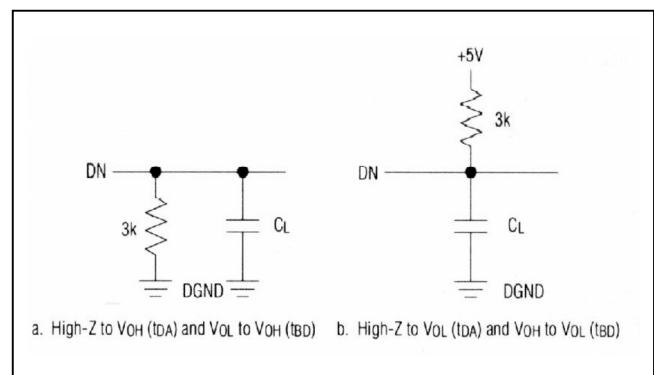 +5V
3k
DN
DN
3k
CL
CL
DGND
DGND
a. High-Z to VOH (tDA) and VOL to VOH (tBD)
b. High-Z to VOL (tDA) and VOH to VOL (tBD)